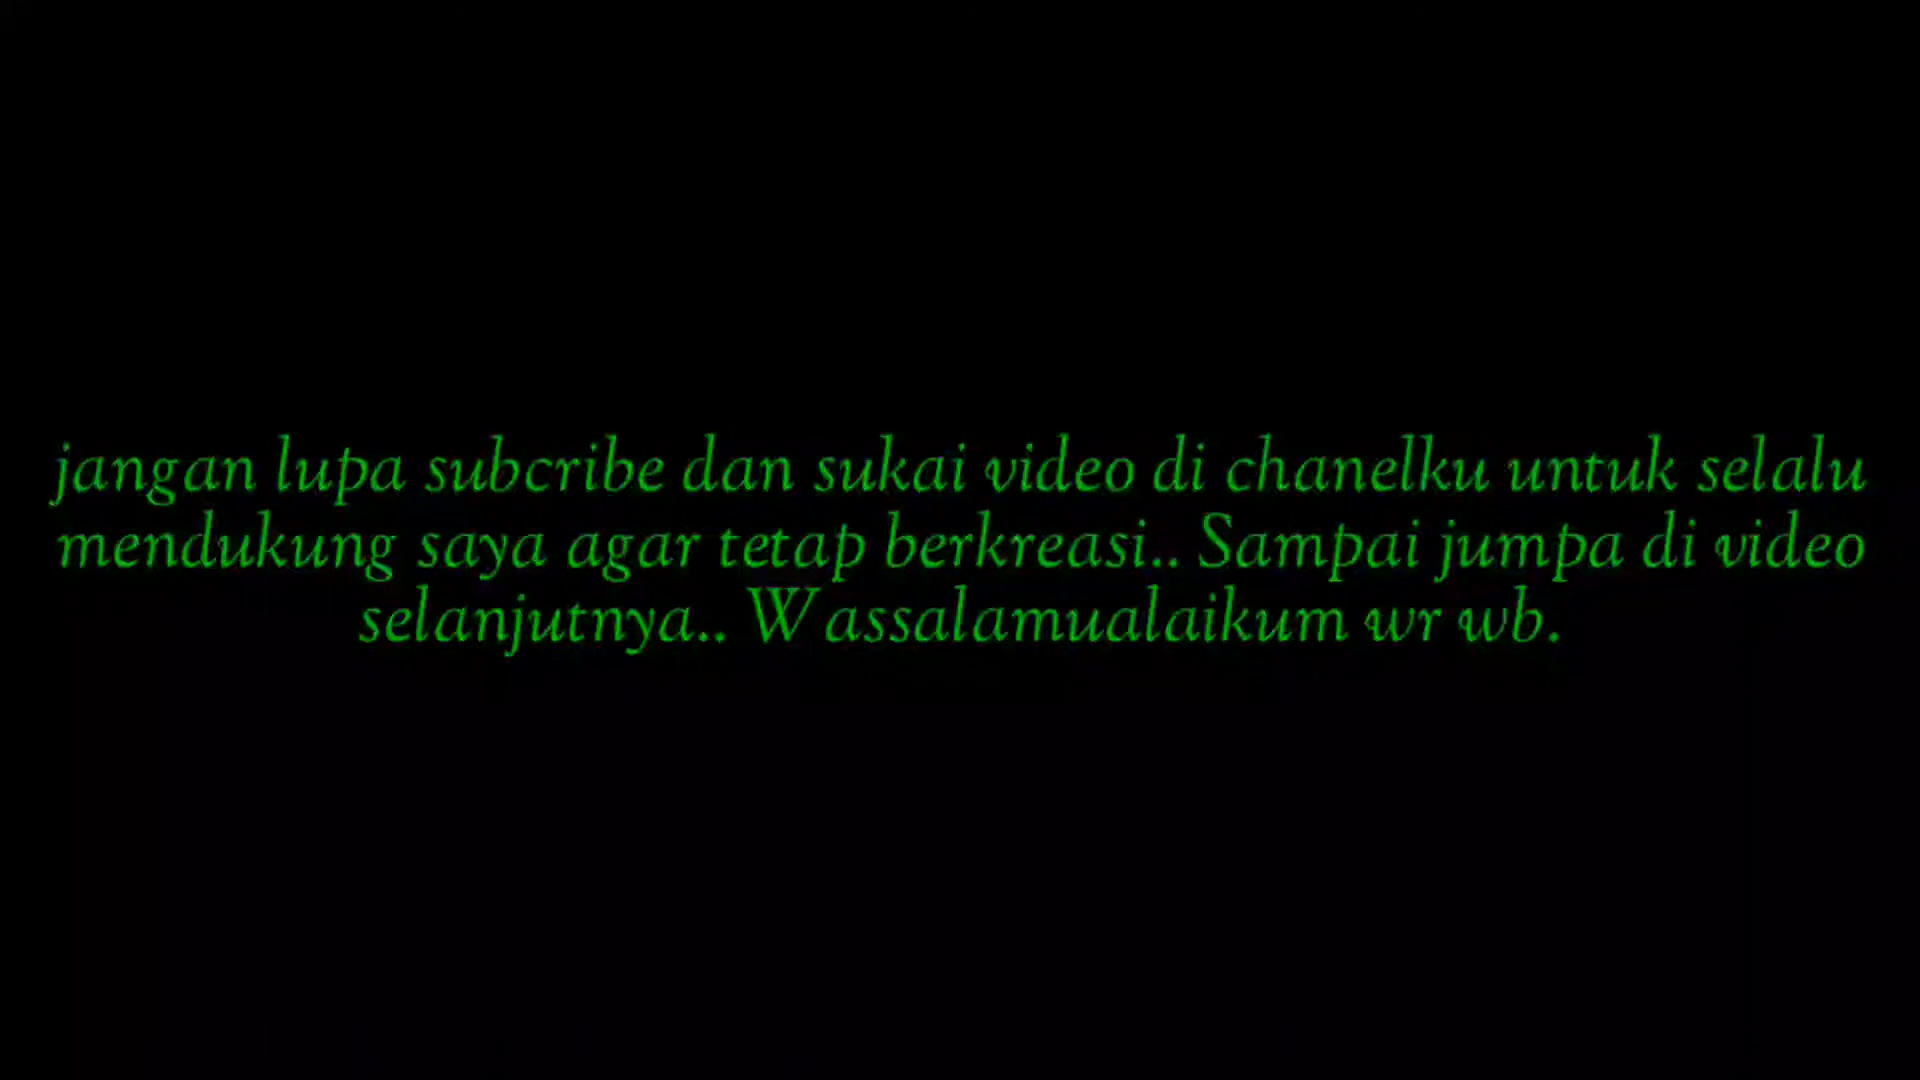 jangan lupa subcribe dan sukai video di chanelku untuk selalu
mendukung saya agar tetap berkreasi.. Sampai jumpa di video
selanjutnya.. Wassalamualaikum wr wb.